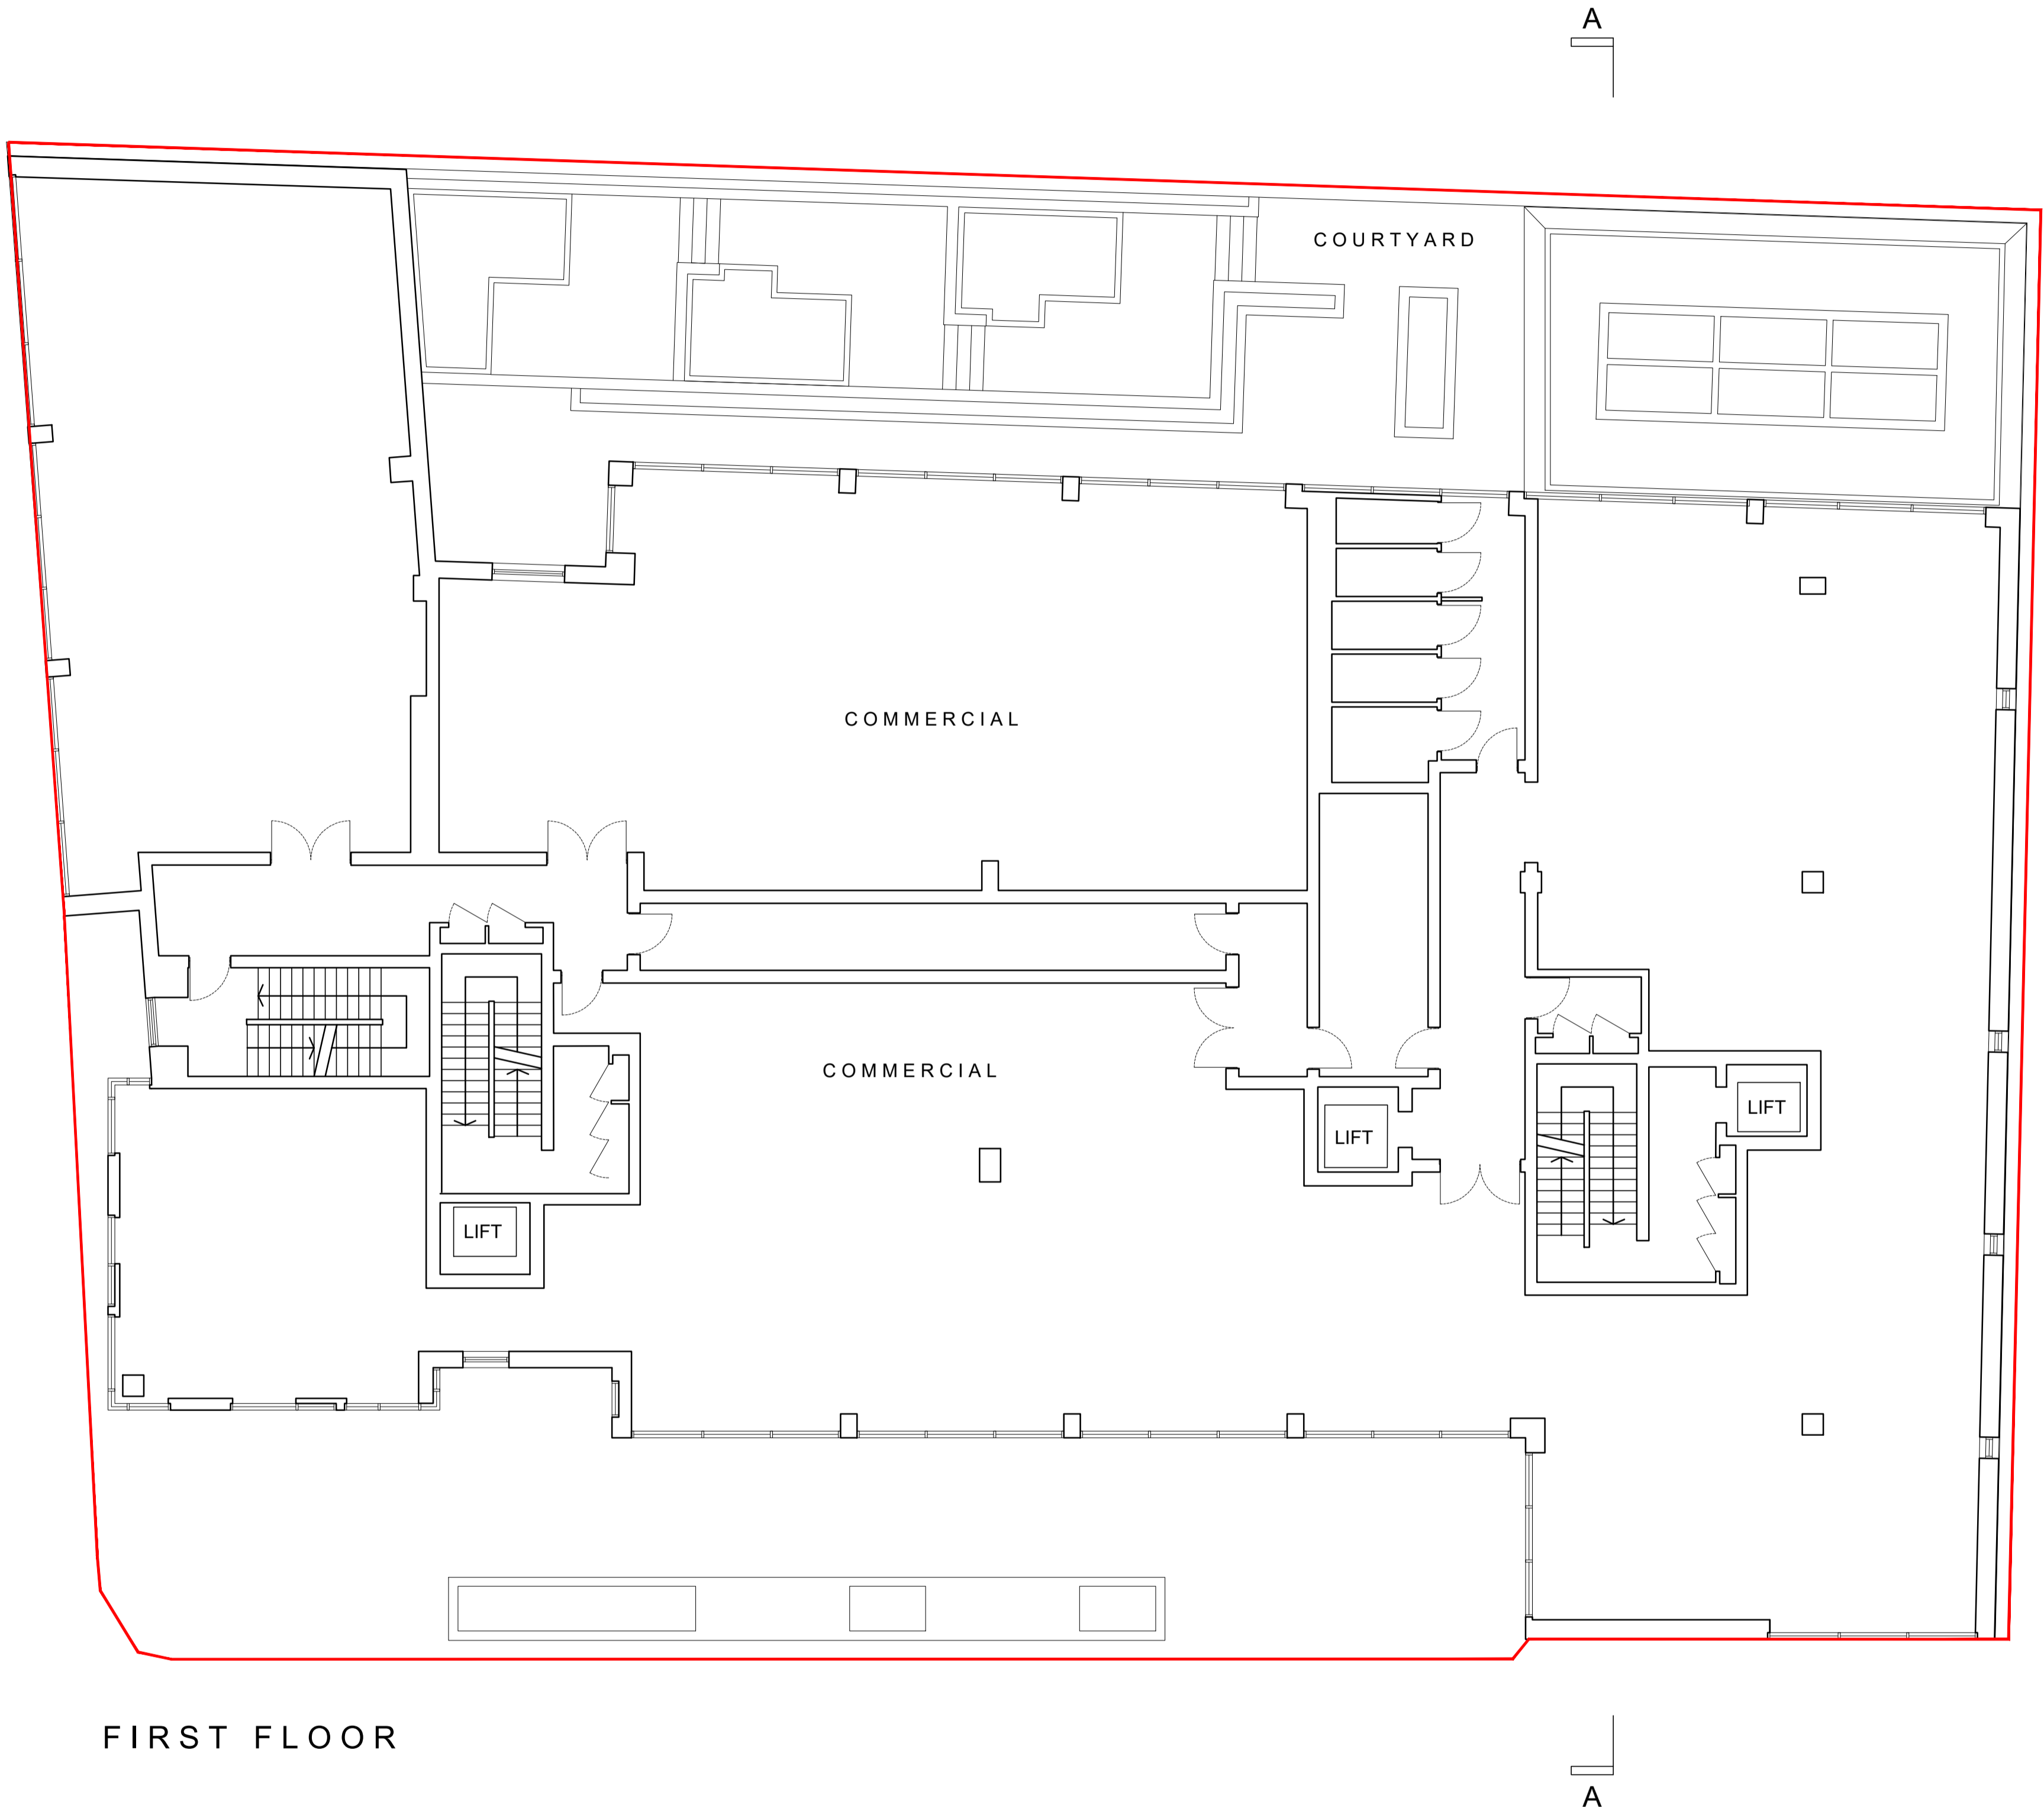 A
COURTYARD
COMMERCIAL
COMMERCIAL
LIFT
LIFT
LIFT
FIRST FLOOR
A